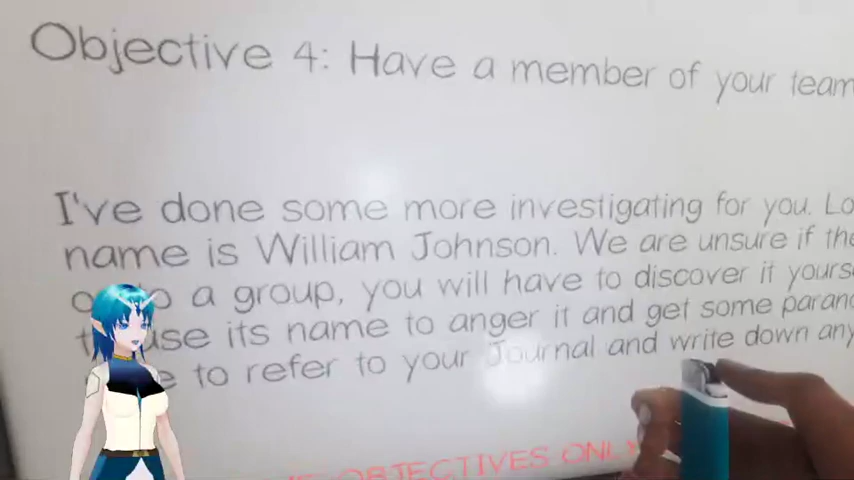 Objective 4: Have a member of your team
I've done some more investigating for you. Lo
name is William Johnson. We are unsure if the
to a group, you will have to discover it yours
use its name to anger it and get some parano
to refer to your Journal and write down any
OBJECTIVES ONLY